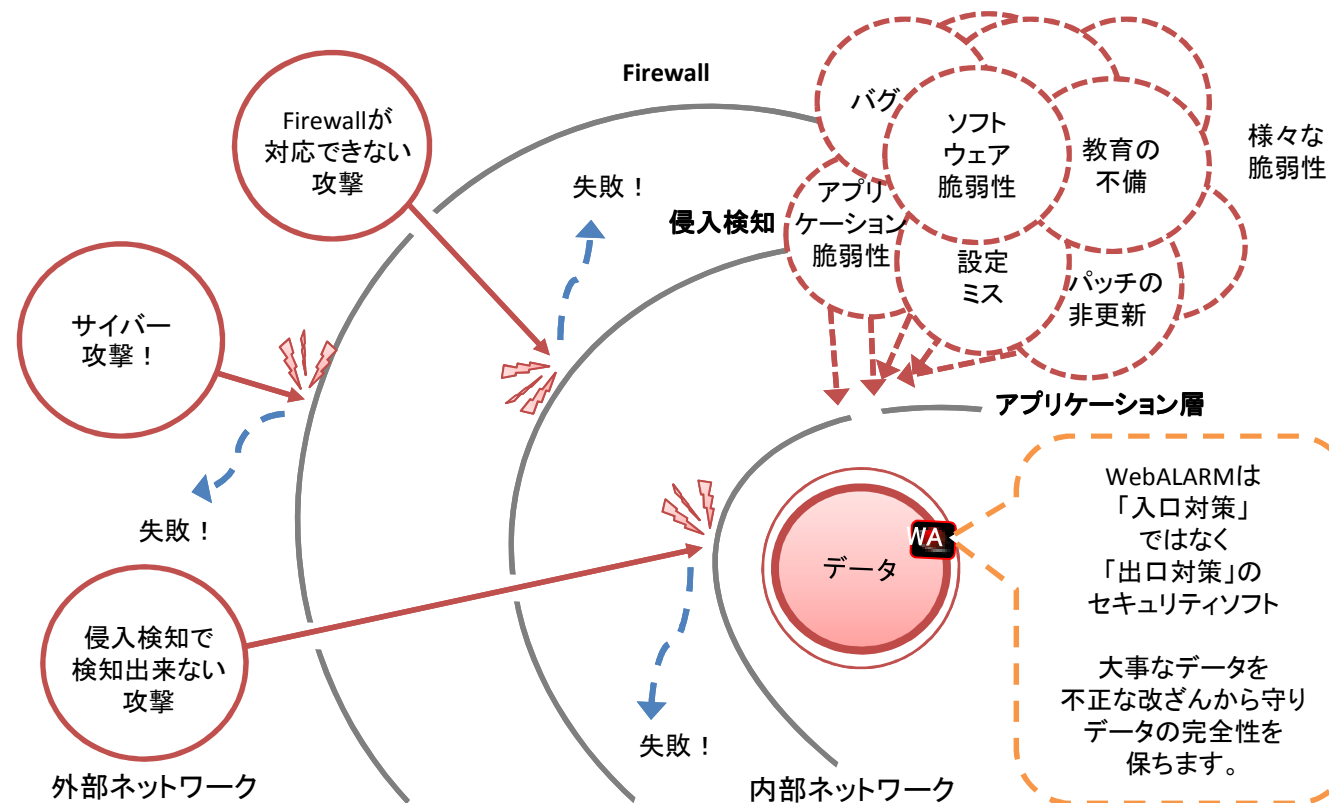 Firewall
Firewallが
対応できない
攻撃
失敗！
侵入検知
バグ
ソフト
ウェア
脆弱性
教育の
不備
様々な
脆弱性
アプリ
ケーション
脆弱性
設定
ミス
パッチの
非更新
サイバー
攻撃！
失敗！
アプリケーション層
データ
WA
WebALARMは
「入口対策」
ではなく
「出口対策」の
セキュリティソフト
大事なデータを
不正な改ざんから守り
データの完全性を
保ちます。
侵入検知で
検知出来ない
攻撃
失敗！
外部ネットワーク
内部ネットワーク